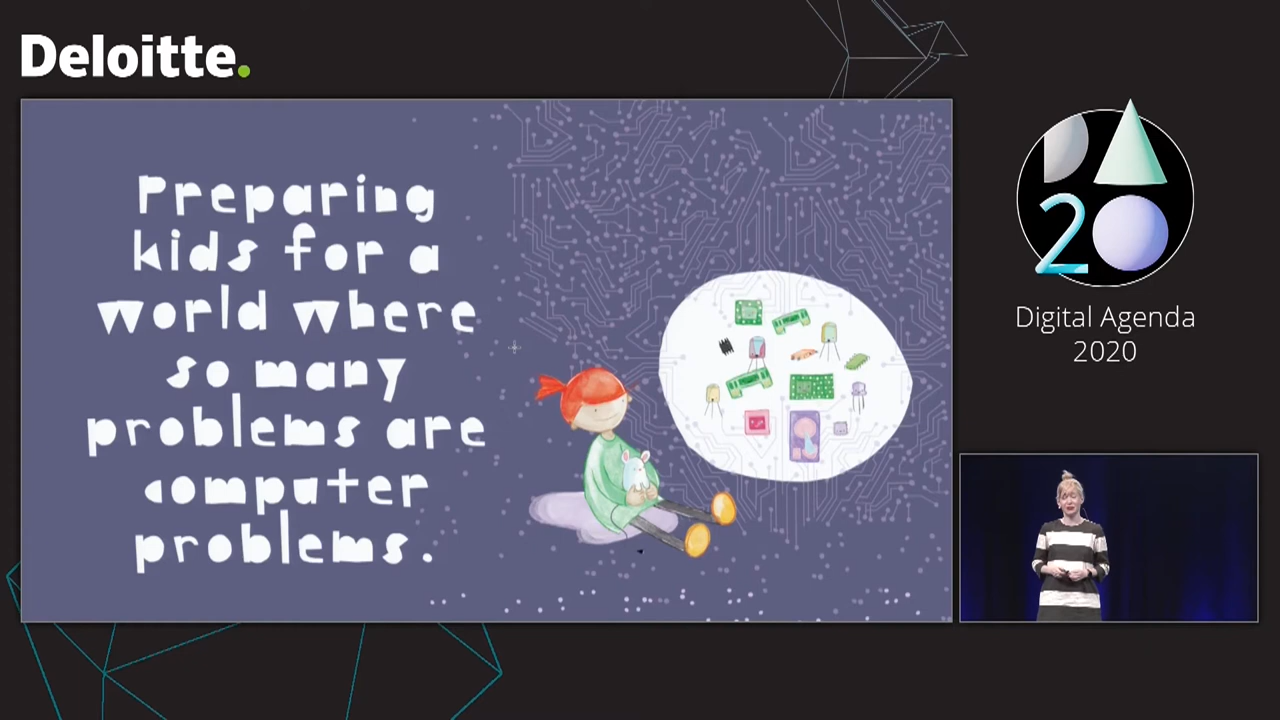 Deloitte.
Preparing
kids for a
world where
so many
problems are
computer
problems.
20
Digital Agenda
2020